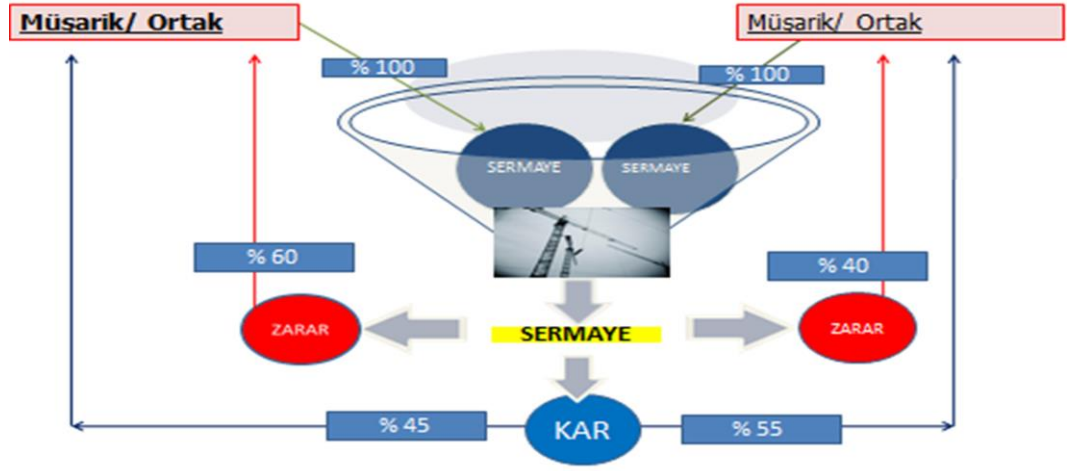 Müşarik/ Ortak
Müşarik/ Ortak
% 100
% 100
SERMAYE
SERMAYE
% 60
% 40
ZARAR
SERMAYE
ZARAR
% 45
KAR
% 55